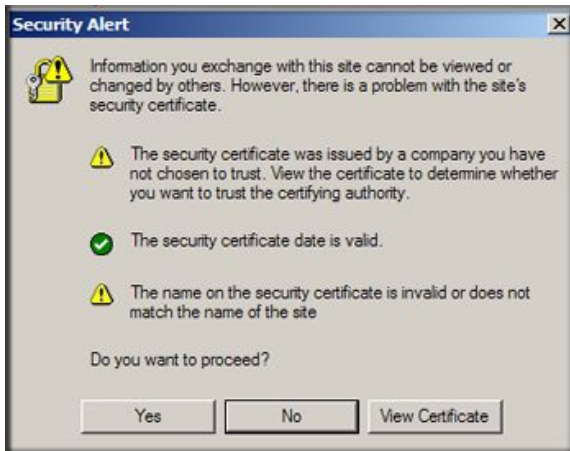 Security Alert
Information you exchange with this site cannot be viewed or
changed by others. However, there is a problem with the site's
security certificate.
The security certificate was issued by a company you have
not chosen to trust. View the certificate to determine whether
you want to trust the certifying authority.
The security certificate date is valid.
The name on the security certificate is invalid or does not
match the name of the site
Do you want to proceed?
Yes No View Certificate